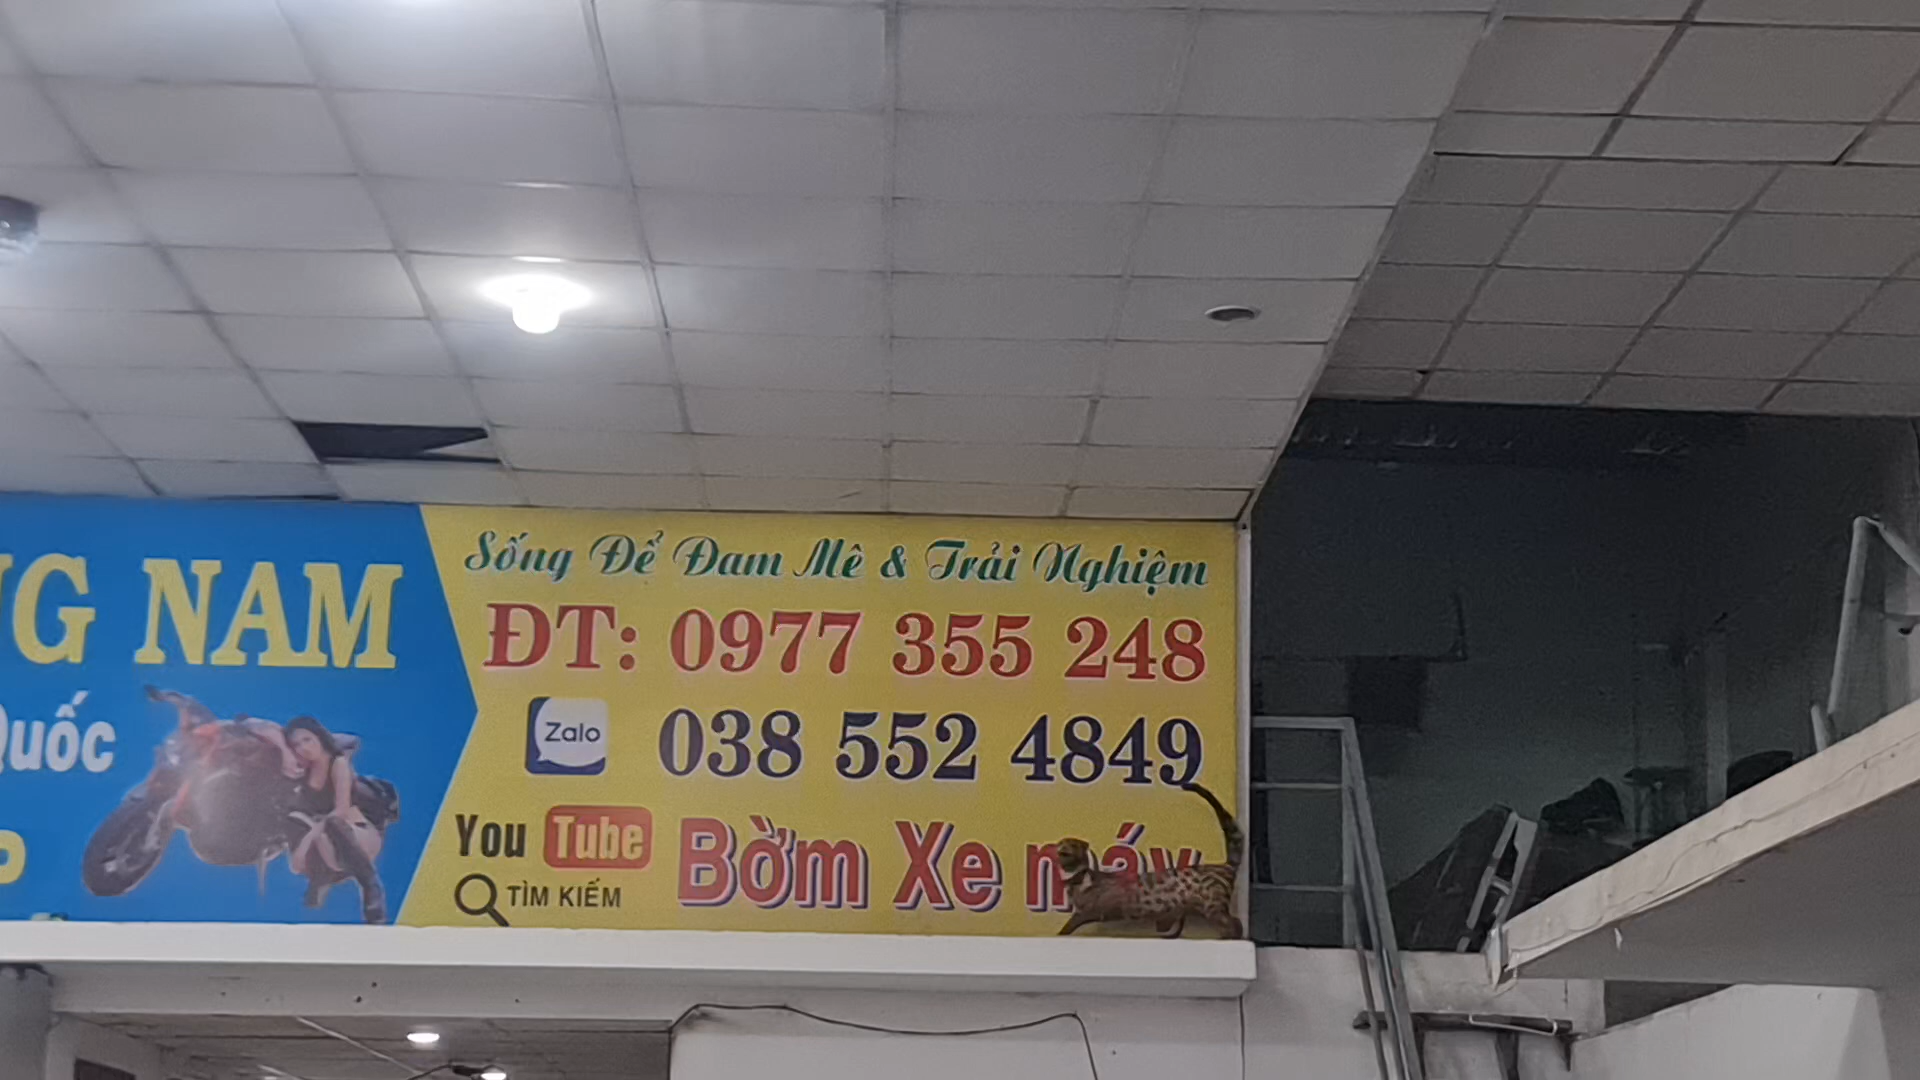 NG NAM
Quốc
Sống Để Đam Mê & Trải Nghiệm
ĐT: 0977 355 248
Zalo 038 552 4849
You Tube Bờm Xe máy
TÌM KIẾM